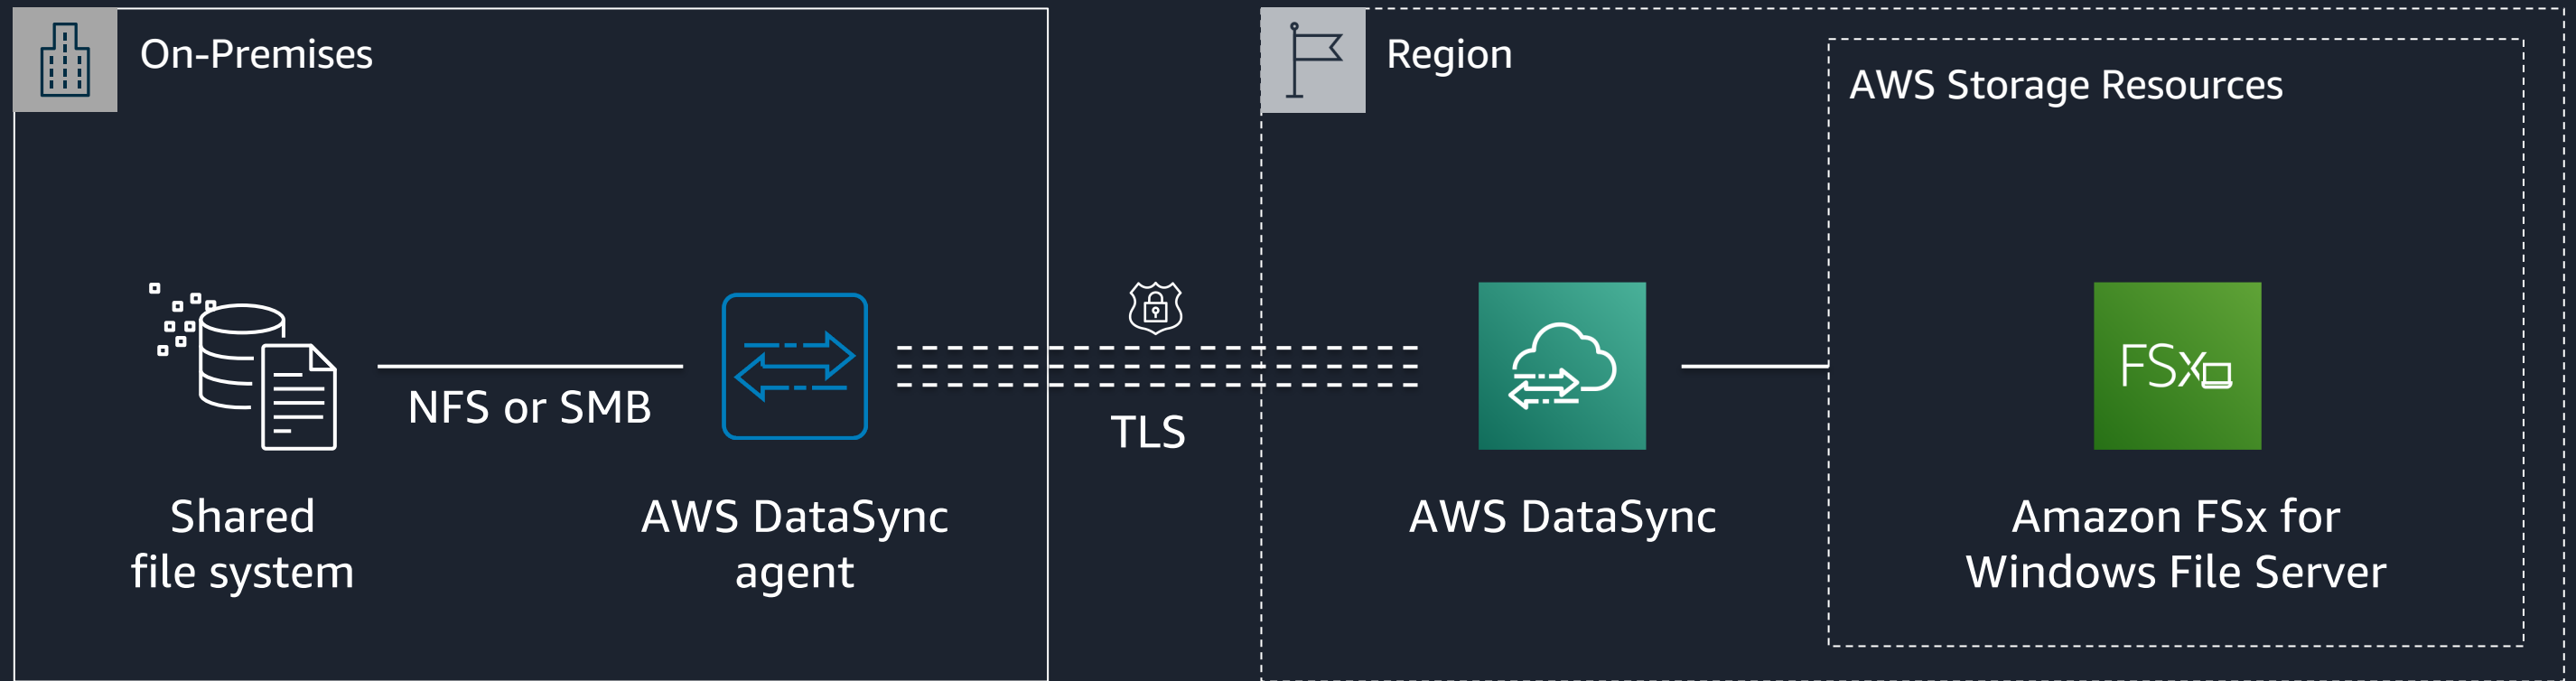 On-Premises
Region
AWS Storage Resources
NFS or SMB
TLS
FSx
Shared
file system
AWS DataSync
agent
AWS DataSync
Amazon FSx for
Windows File Server